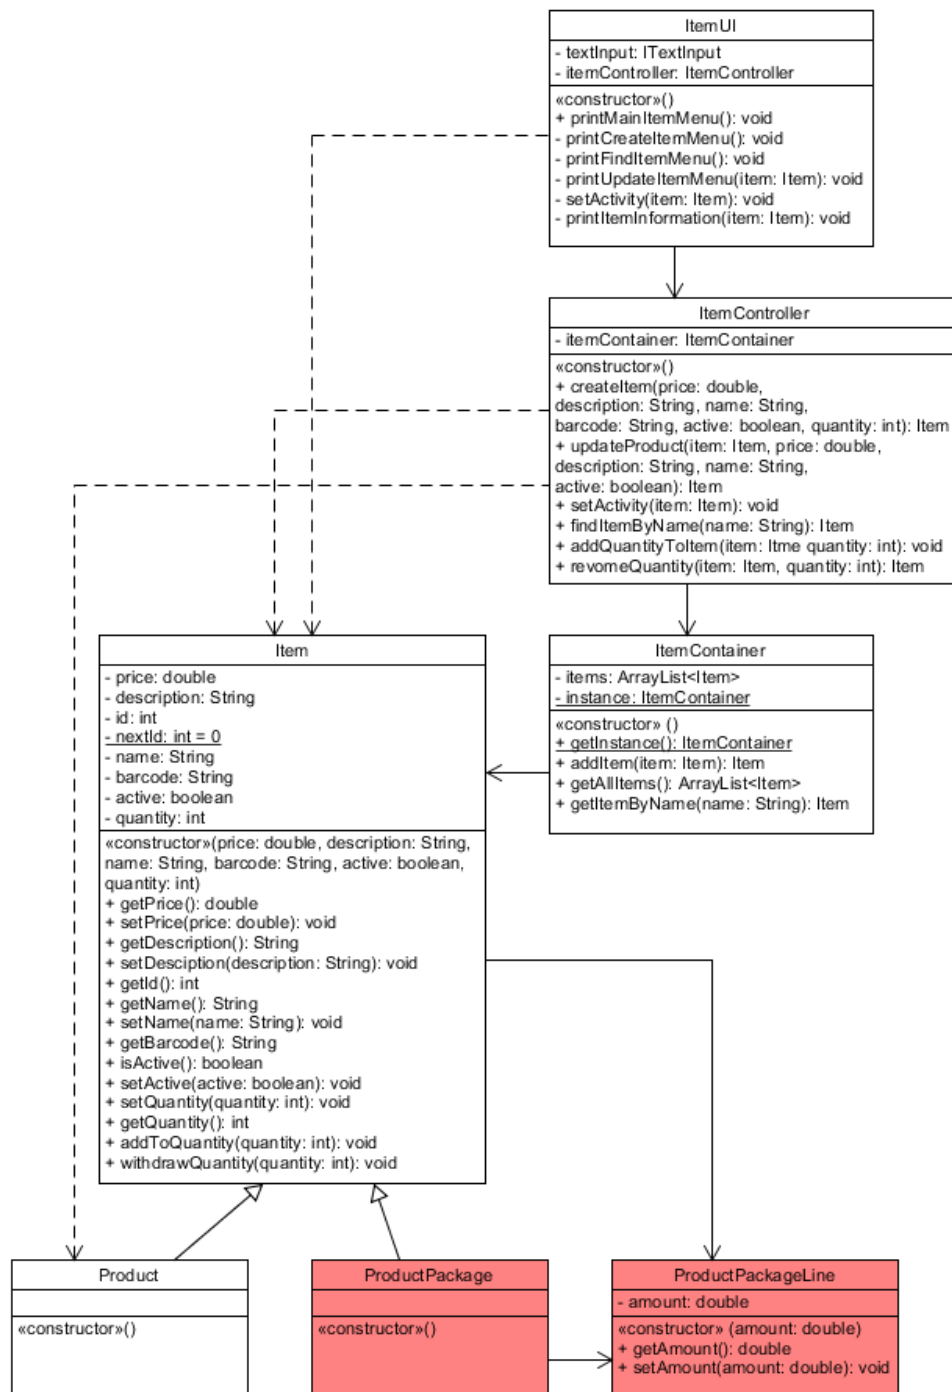 ItemUI
- textInput: ITextInput
- itemController: ItemController
«constructor»()
+ printMainItemMenu(): void
- printCreateItemMenu(): void
- printFindItemMenu(): void
- printUpdateItemMenu(item: Item): void
- setActivity(item: Item): void
- printItemInformation(item: Item): void
ItemController
- itemContainer: ItemContainer
«constructor»()
+ createItem(price: double,
description: String, name: String,
barcode: String, active: boolean, quantity: int): Item
+ updateProduct(item: Item, price: double,
description: String, name: String,
active: boolean): Item
+ setActivity(item: Item): void
+ findItemByName(name: String): Item
+ addQuantityToItem(item: Itme quantity: int): void
+ revomeQuantity(item: Item, quantity: int): Item
Item
- price: double
- description: String
- id: int
- nextId: int = 0
- name: String
- barcode: String
- active: boolean
- quantity: int
«constructor»(price: double, description: String,
name: String, barcode: String, active: boolean,
quantity: int)
+ getPrice(): double
+ setPrice(price: double): void
+ getDescription(): String
+ setDesciption(description: String): void
+ getId(): int
+ getName(): String
+ setName(name: String): void
+ getBarcode(): String
+ isActive(): boolean
+ setActive(active: boolean): void
+ setQuantity(quantity: int): void
+ getQuantity(): int
+ addToQuantity(quantity: int): void
+ withdrawQuantity(quantity: int): void
ItemContainer
- items: ArrayList<Item>
- instance: ItemContainer
«constructor» ()
+ getInstance(): ItemContainer
+ addItem(item: Item): Item
+ getAllItems(): ArrayList<Item>
+ getItemByName(name: String): Item
Product
«constructor»()
ProductPackage
«constructor»()
ProductPackageLine
- amount: double
«constructor» (amount: double)
+ getAmount(): double
+ setAmount(amount: double): void